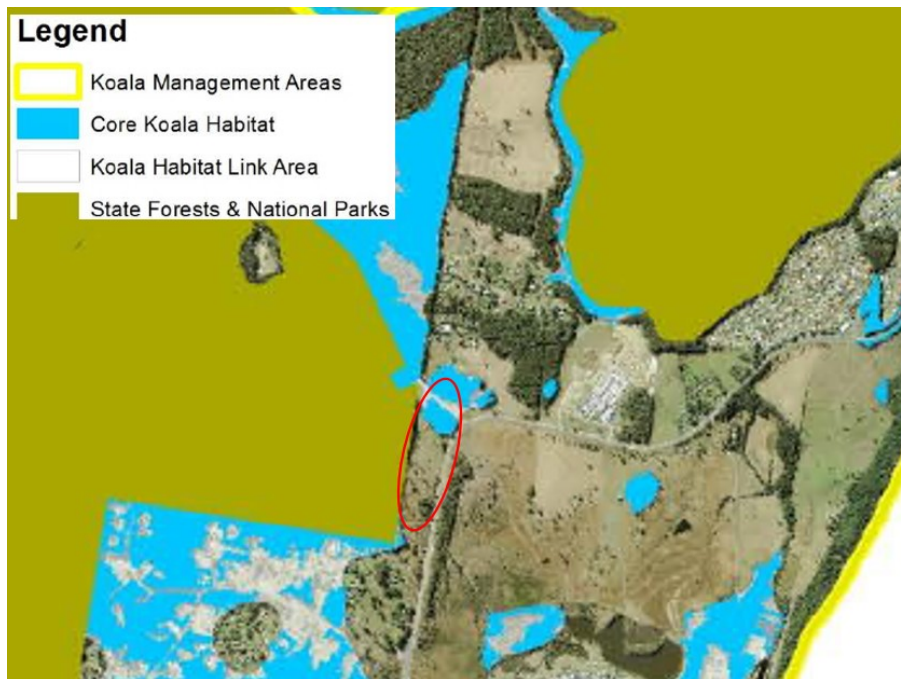 Legend
Koala Management Areas
Core Koala Habitat
Koala Habitat Link Area
State Forests & National Parks